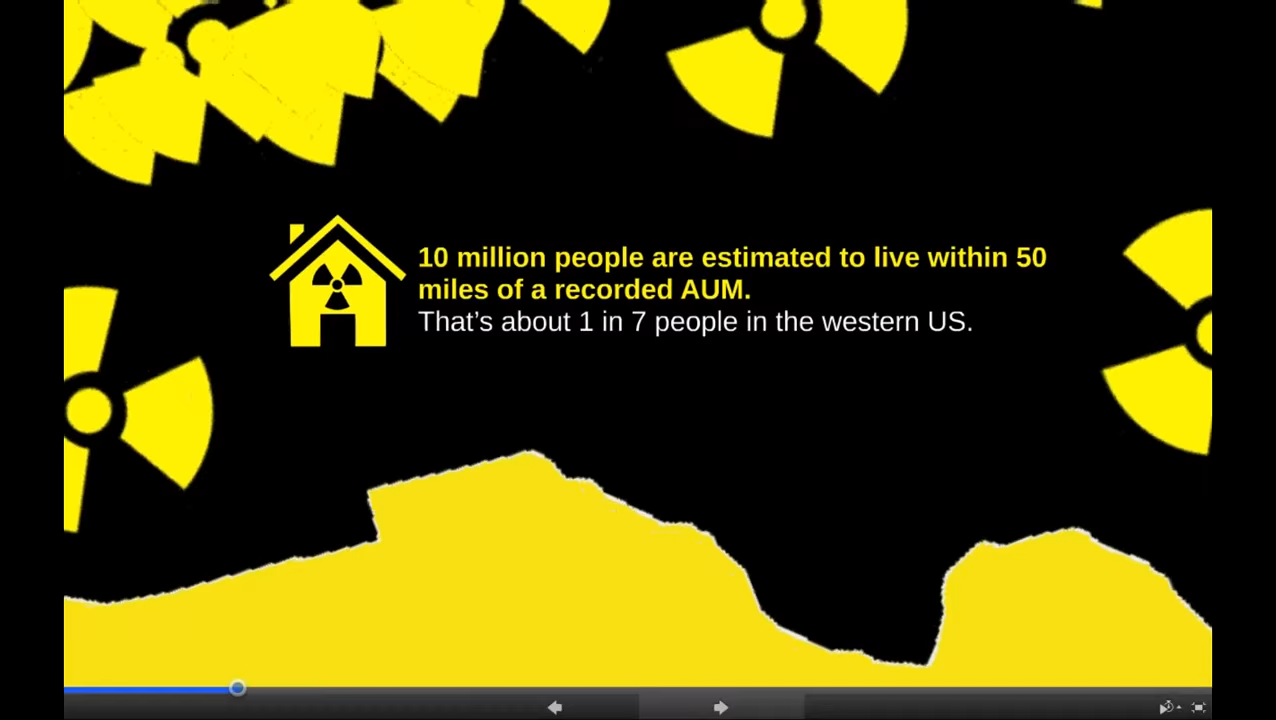 10 million people are estimated to live within 50
miles of a recorded AUM.
That’s about 1 in 7 people in the western US.